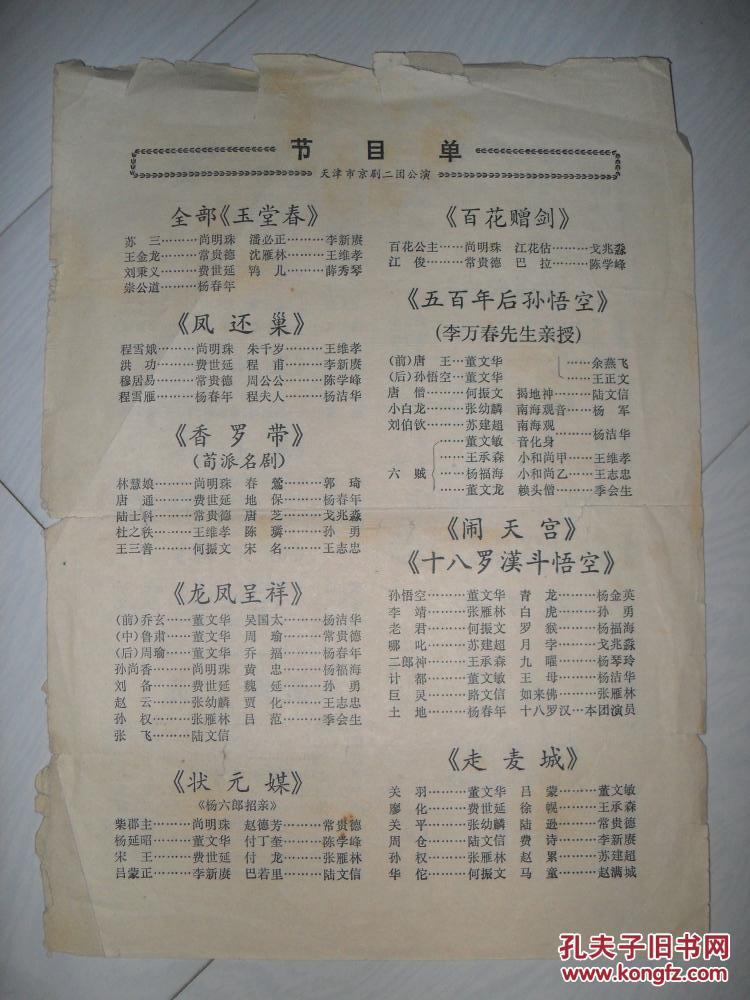 节目单
天津市京剧二团公演
全部《玉堂春》
苏三………尚明珠 潘必正………李新赓
王金龙………常贵德 沈雁林………王维孝
刘秉义………费世延 鸨儿………薛秀琴
崇公道………杨春年
《凤还巢》
程雪娥………尚明珠 朱千岁………王维孝
洪功………费世延 程甫………李新赓
穆居易………常贵德 周公公………陈学峰
程雪雁………杨春年 程夫人………杨洁华
《香罗带》
(荀派名剧)
林慧娘………尚明珠 春莺………郭琦
唐通………费世延 地保………杨春年
陆士科………常贵德 唐芝………戈兆淼
杜之秩………王维孝 陈骥………孙勇
王三善………何振文 宋名………王志忠
《龙凤呈祥》
(前)乔玄……董文华 吴国太………杨洁华
(中)鲁肃……董文华 周瑜………常贵德
(后)周瑜……董文华 乔福………杨春年
孙尚香………尚明珠 黄忠………杨福海
刘备………费世延 魏延………孙勇
赵云………张幼麟 贾化………王志忠
孙权………张雁林 吕范………季会生
张飞………陆文信
《状元媒》
《杨六郎招亲》
柴郡主………尚明珠 赵德芳………常贵德
杨延昭………董文华 付丁奎………陈学峰
宋王………费世延 付龙………张雁林
吕蒙正………李新赓 巴若里………陆文信
《百花赠剑》
百花公主……尚明珠 江花佑………戈兆淼
江俊………常贵德 巴拉………陈学峰
《五百年后孙悟空》
(李万春先生亲授)
(前)唐王…董文华 ……余燕飞
(后)孙悟空…董文华 ……王正文
唐僧………何振文 揭地神………陆文信
小白龙………张幼麟 南海观音……杨军
刘伯钦………苏建超 南海观
音化身………杨洁华
六贼 ……董文敏
……王承森 小和尚甲……王维孝
……杨福海 小和尚乙……王志忠
……董文龙 赖头僧………季会生
《闹天宫》
《十八罗漢斗悟空》
孙悟空………董文华 青龙………杨金英
李靖………张雁林 白虎………孙勇
老君………何振文 罗猴………杨福海
哪叱………苏建超 月孛………戈兆淼
二郎神………王承森 九曜………杨琴玲
计都………董文敏 王母………杨洁华
巨灵………路文信 如来佛………张雁林
土地………杨春年 十八罗汉…本团演员
《走麦城》
关羽………董文华 吕蒙………董文敏
廖化………费世延 徐幌………王承森
关平………张幼麟 陆逊………常贵德
周仓………陆文信 费诗………李新赓
孙权………张雁林 赵累………苏建超
华佗………何振文 马童………赵满城
孔夫子旧书网
www.kongfz.com